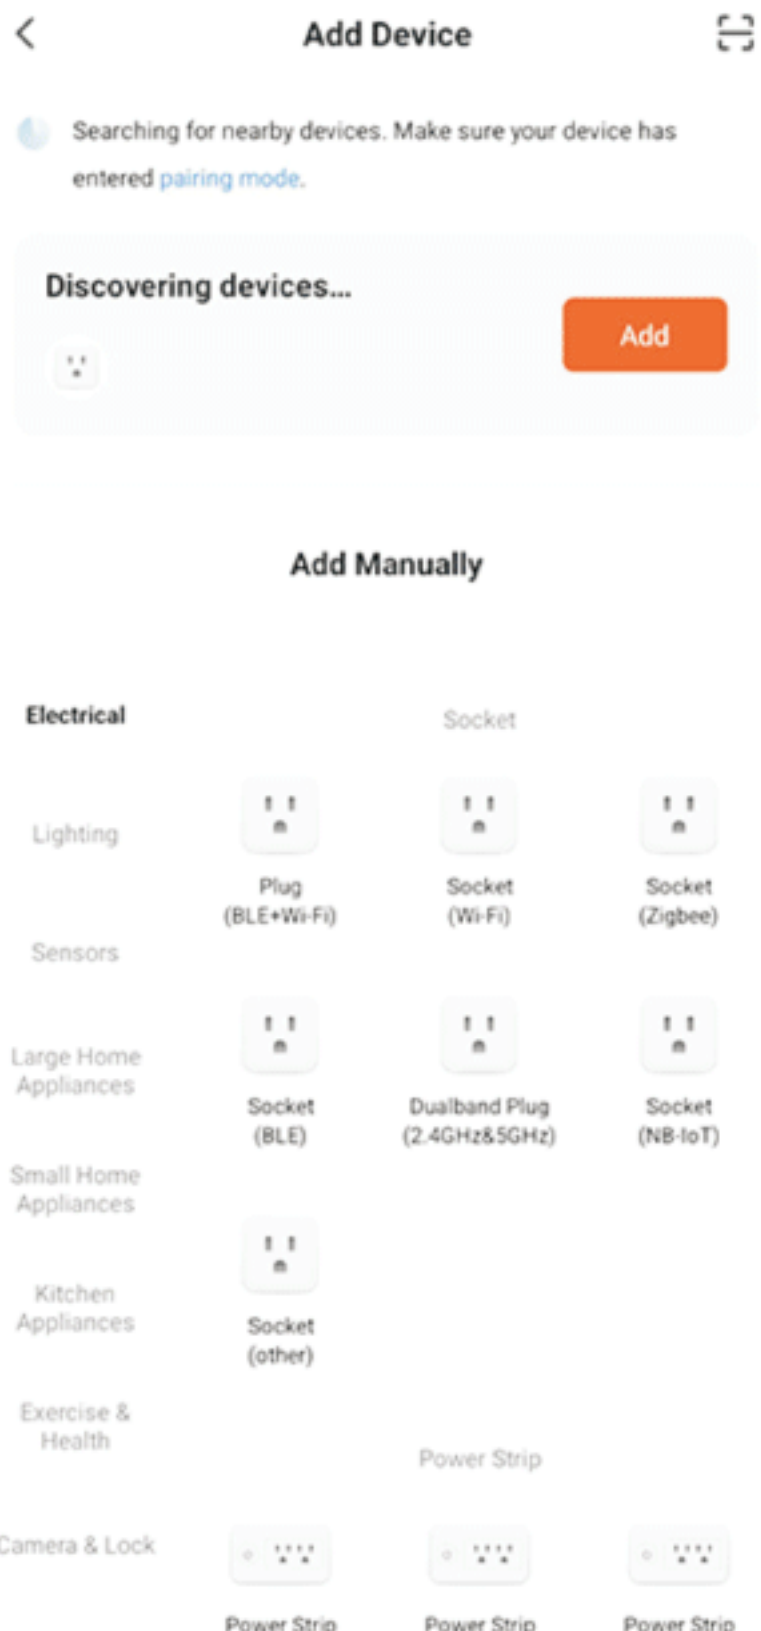 Add Device
Searching for nearby devices. Make sure your device has
entered pairing mode.
Discovering devices...
Add
Add Manually
Electrical
Lighting
Sensors
Large Home
Appliances
Small Home
Appliances
Kitchen
Appliances
Exercise &
Health
Camera & Lock
Socket
Plug
(BLE+Wi-Fi)
Socket
(Wi-Fi)
Socket
(Zigbee)
Socket
(BLE)
Dualband Plug
(2.4GHz&5GHz)
Socket
(NB-IoT)
Socket
(other)
Power Strip
Power Strip
Power Strip
Power Strip